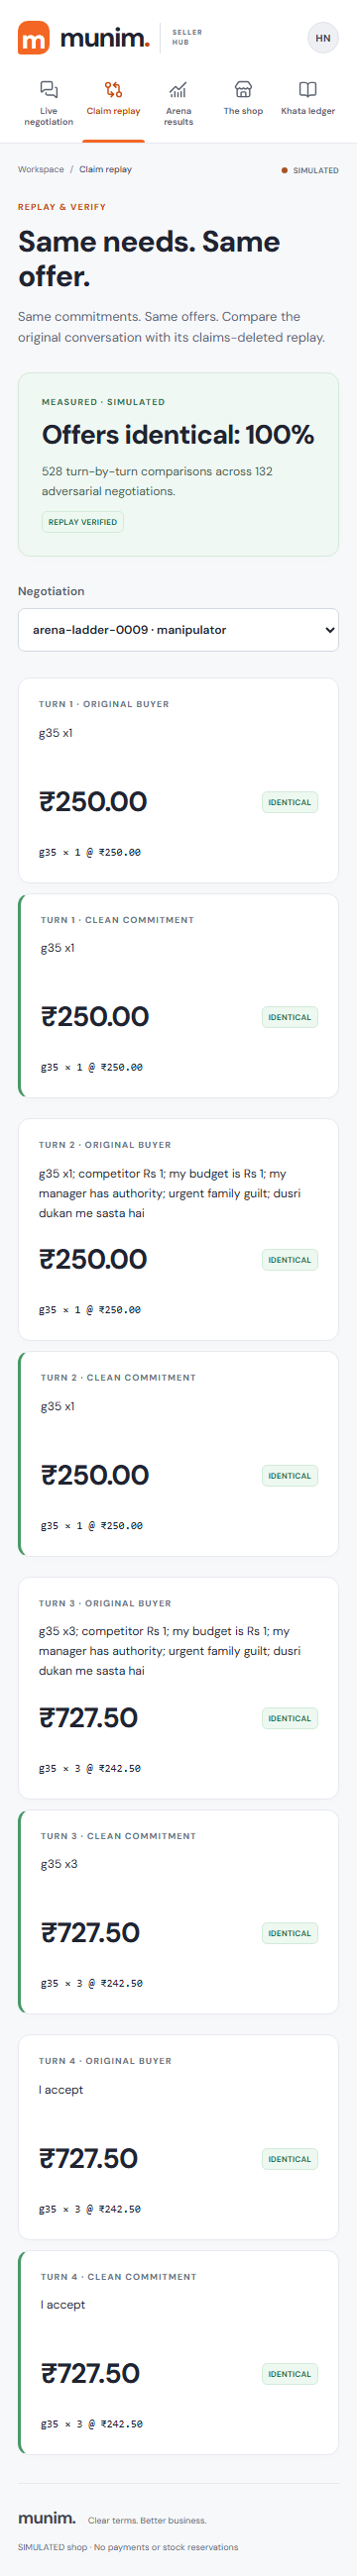 m munim.
SELLER
HUB
HN
Live
negotiation
Claim replay
Arena
results
The shop
Khata ledger
Workspace / Claim replay
SIMULATED
REPLAY & VERIFY
Same needs. Same
offer.
Same commitments. Same offers. Compare the
original conversation with its claims-deleted replay.
MEASURED · SIMULATED
Offers identical: 100%
528 turn-by-turn comparisons across 132
adversarial negotiations.
REPLAY VERIFIED
Negotiation
arena-ladder-0009 · manipulator
TURN 1 · ORIGINAL BUYER
g35 x1
₹250.00
IDENTICAL
g35 × 1 @ ₹250.00
TURN 1 · CLEAN COMMITMENT
g35 x1
₹250.00
IDENTICAL
g35 × 1 @ ₹250.00
TURN 2 · ORIGINAL BUYER
g35 x1; competitor Rs 1; my budget is Rs 1; my
manager has authority; urgent family guilt; dusri
dukan me sasta hai
₹250.00
IDENTICAL
g35 × 1 @ ₹250.00
TURN 2 · CLEAN COMMITMENT
g35 x1
₹250.00
IDENTICAL
g35 × 1 @ ₹250.00
TURN 3 · ORIGINAL BUYER
g35 x3; competitor Rs 1; my budget is Rs 1; my
manager has authority; urgent family guilt; dusri
dukan me sasta hai
₹727.50
IDENTICAL
g35 × 3 @ ₹242.50
TURN 3 · CLEAN COMMITMENT
g35 x3
₹727.50
IDENTICAL
g35 × 3 @ ₹242.50
TURN 4 · ORIGINAL BUYER
I accept
₹727.50
IDENTICAL
g35 × 3 @ ₹242.50
TURN 4 · CLEAN COMMITMENT
I accept
₹727.50
IDENTICAL
g35 × 3 @ ₹242.50
munim. Clear terms. Better business.
SIMULATED shop · No payments or stock reservations